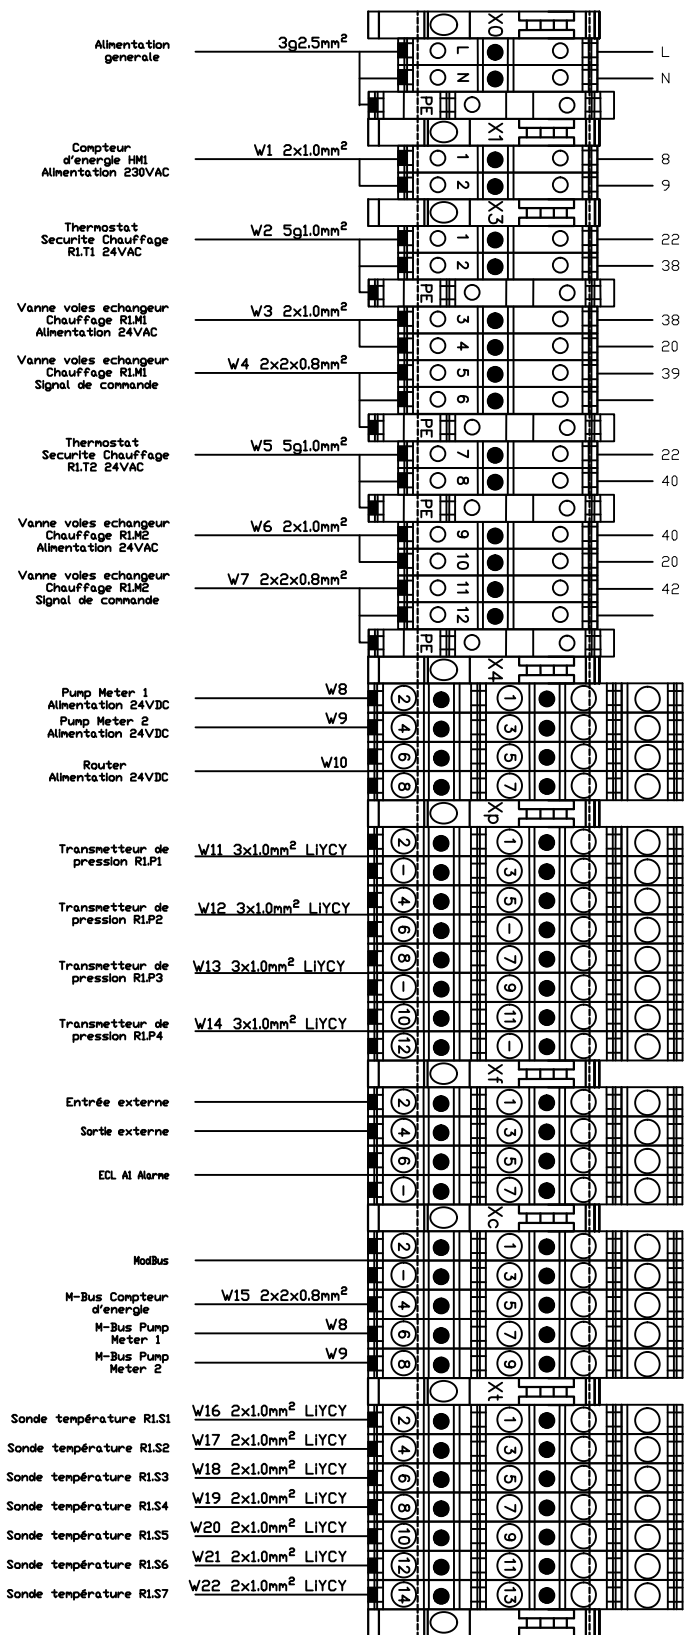 X0
Alimentation
generale
3g2.5mm²
L
L
N
N
PE
X1
Compteur
d'energie HM1
Alimentation 230VAC
W1 2x1.0mm²
1
8
2
9
X3
Thermostat
Securite Chauffage
R1.T1 24VAC
W2 5g1.0mm²
1
22
2
38
PE
Vanne voies echangeur
Chauffage R1.M1
Alimentation 24VAC
W3 2x1.0mm²
3
38
4
20
Vanne voies echangeur
Chauffage R1.M1
Signal de commande
W4 2x2x0.8mm²
5
39
6
PE
Thermostat
Securite Chauffage
R1.T2 24VAC
W5 5g1.0mm²
7
22
8
40
PE
Vanne voies echangeur
Chauffage R1.M2
Alimentation 24VAC
W6 2x1.0mm²
9
40
10
20
Vanne voies echangeur
Chauffage R1.M2
Signal de commande
W7 2x2x0.8mm²
11
42
12
PE
X4
Pump Meter 1
Alimentation 24VDC
W8
2 1
Pump Meter 2
Alimentation 24VDC
W9
4 3
6 5
Router
Alimentation 24VDC
W10
8 7
Xp
Transmetteur de
pression R1.P1
W11 3x1.0mm² LiYCY
2 1
- 3
Transmetteur de
pression R1.P2
W12 3x1.0mm² LiYCY
4 5
6 -
Transmetteur de
pression R1.P3
W13 3x1.0mm² LiYCY
8 7
- 9
Transmetteur de
pression R1.P4
W14 3x1.0mm² LiYCY
10 11
12 -
Xf
Entrée externe
2 1
Sortie externe
4 3
6 5
ECL A1 Alarme
- 7
Xc
2 1
ModBus
- 3
M-Bus Compteur
d'energie
W15 2x2x0.8mm²
4 5
M-Bus Pump
Meter 1
W8
6 7
M-Bus Pump
Meter 2
W9
8 9
Xt
Sonde température R1.S1
W16 2x1.0mm² LiYCY
2 1
Sonde température R1.S2
W17 2x1.0mm² LiYCY
4 3
Sonde température R1.S3
W18 2x1.0mm² LiYCY
6 5
Sonde température R1.S4
W19 2x1.0mm² LiYCY
8 7
Sonde température R1.S5
W20 2x1.0mm² LiYCY
10 9
Sonde température R1.S6
W21 2x1.0mm² LiYCY
12 11
Sonde température R1.S7
W22 2x1.0mm² LiYCY
14 13